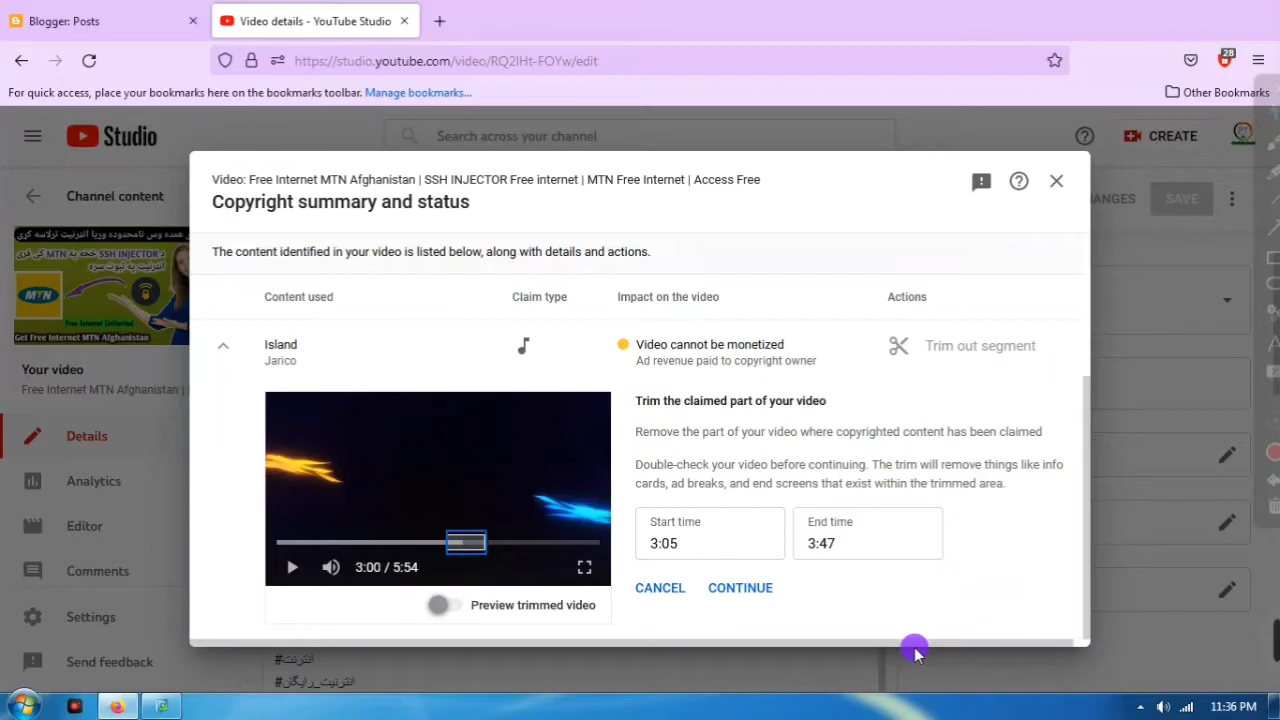 Blogger: Posts
Video details - YouTube Studio
https://studio.youtube.com/video/RQ2lHt-FOYw/edit
28
For quick access, place your bookmarks here on the bookmarks toolbar. Manage bookmarks...
Other Bookmarks
Studio
Search across your channel
CREATE
Channel content
ANGES
SAVE
Video: Free Internet MTN Afghanistan | SSH INJECTOR Free internet | MTN Free Internet | Access Free
Copyright summary and status
The content identified in your video is listed below, along with details and actions.
Content used
Claim type
Impact on the video
Actions
Island
Jarico
Video cannot be monetized
Ad revenue paid to copyright owner
Trim out segment
Trim the claimed part of your video
Remove the part of your video where copyrighted content has been claimed
Double-check your video before continuing. The trim will remove things like info
cards, ad breaks, and end screens that exist within the trimmed area.
Start time
3:05
End time
3:47
CANCEL
CONTINUE
3:00 / 5:54
Preview trimmed video
MTN
Free Internet Unlimited
Get Free Internet MTN Afghanistan
Your video
Free Internet MTN Afghanistan |
Details
Analytics
Editor
Comments
Settings
Send feedback
#انترنت
#انترنیت_رایگان
11:36 PM